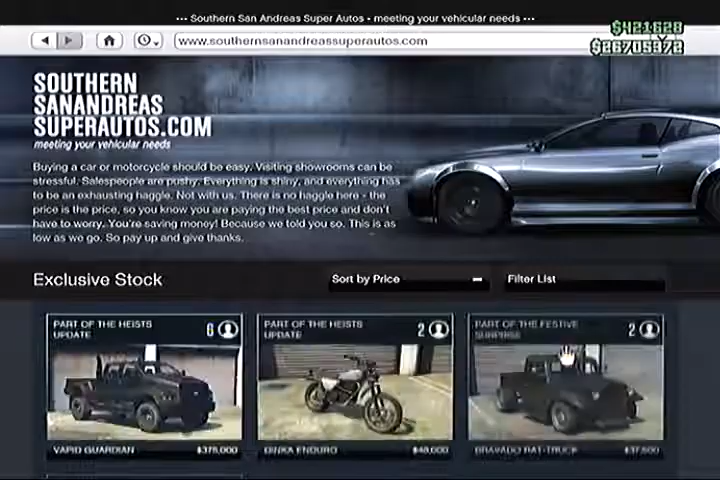 ••• Southern San Andreas Super Autos - meeting your vehicular needs •••
$421628
$26705972
www.southernsanandreassuperautos.com
SOUTHERN
SANANDREAS
SUPERAUTOS.COM
meeting your vehicular needs
Buying a car or motorcycle should be easy. Visiting showrooms can be
stressful. Salespeople are pushy. Everything is shiny, and everything has
to be an exhausting haggle. Not with us. There is no haggle here - the
price is the price, so you know you are paying the best price and don't
have to worry. You're saving money! Because we told you so. This is as
low as we go. So pay up and give thanks.
Exclusive Stock
Sort by Price
Filter List
PART OF THE HEISTS
UPDATE
6
PART OF THE HEISTS
UPDATE
2
PART OF THE FESTIVE
SURPRISE
2
VAPID GUARDIAN
$375,000
DINKA ENDURO
$48,000
BRAVADO RAT-TRUCK
$37,500